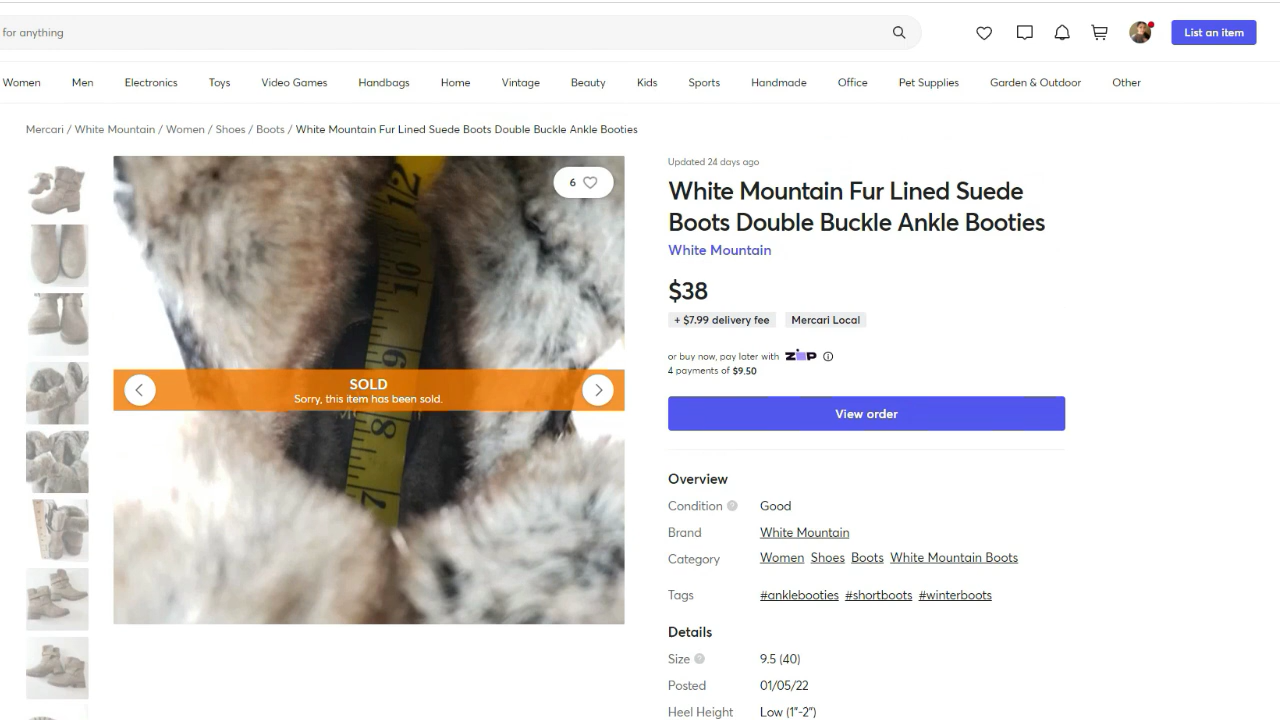 for anything
List an item
Women Men Electronics Toys Video Games Handbags Home Vintage Beauty Kids Sports Handmade Office Pet Supplies Garden & Outdoor Other
Mercari / White Mountain / Women / Shoes / Boots / White Mountain Fur Lined Suede Boots Double Buckle Ankle Booties
6
12
10
9
8
7
SOLD
Sorry, this item has been sold.
Updated 24 days ago
White Mountain Fur Lined Suede
Boots Double Buckle Ankle Booties
White Mountain
$38
+ $7.99 delivery fee Mercari Local
or buy now, pay later with ZIP
4 payments of $9.50
View order
Overview
Condition ? Good
Brand White Mountain
Category Women Shoes Boots White Mountain Boots
Tags #anklebooties #shortboots #winterboots
Details
Size ? 9.5 (40)
Posted 01/05/22
Heel Height Low (1"-2")